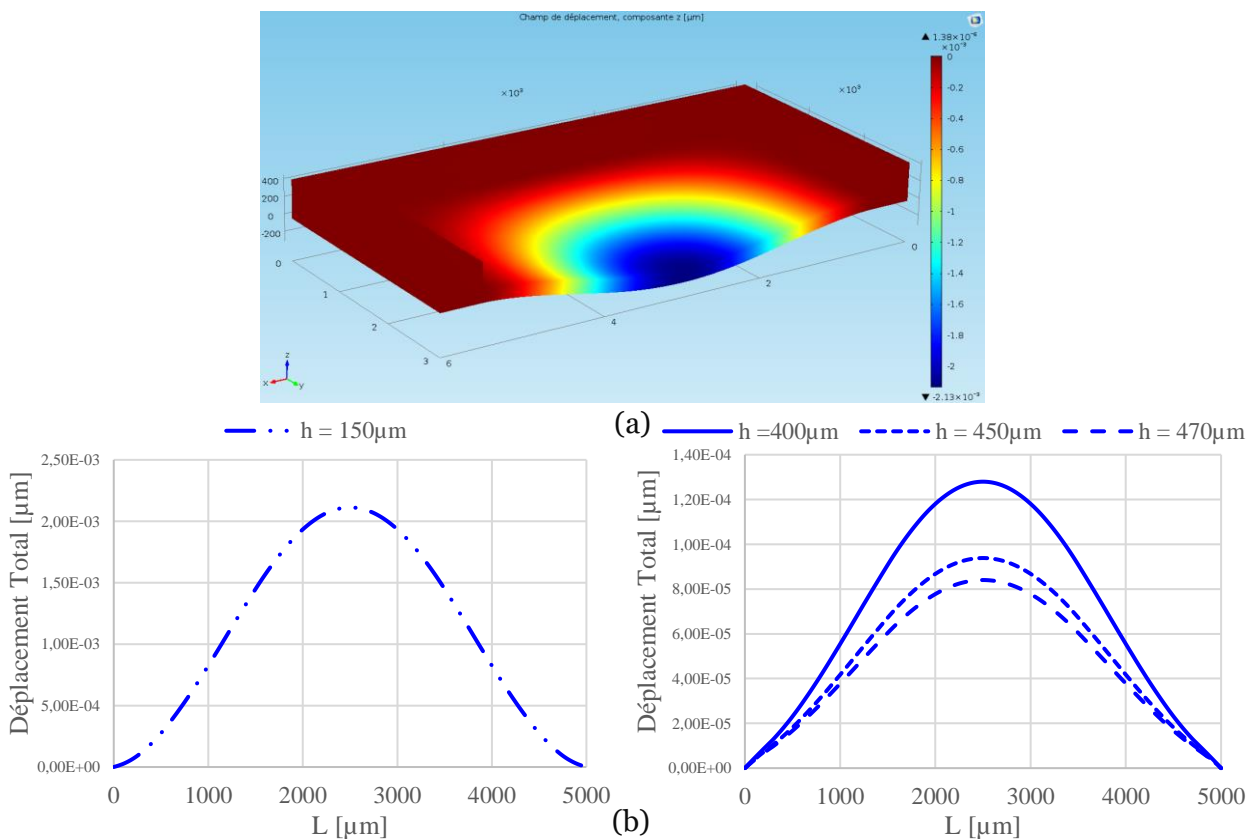 Champ de déplacement, composante z [µm]
▲ 1.38×10⁻⁶
×10⁻³
0
-0.2
-0.4
-0.6
-0.8
-1
-1.2
-1.4
-1.6
-1.8
-2
▼ -2.13×10⁻³
×10³
×10³
400
200
0
-200
0
1
2
3
6
4
2
0
z
x
y
(a)
h = 150µm
Déplacement Total [µm]
2,50E-03
2,00E-03
1,50E-03
1,00E-03
5,00E-04
0,00E+00
0 1000 2000 3000 4000 5000
L [µm]
h =400µm h = 450µm h = 470µm
Déplacement Total [µm]
1,40E-04
1,20E-04
1,00E-04
8,00E-05
6,00E-05
4,00E-05
2,00E-05
0,00E+00
0 1000 2000 3000 4000 5000
L [µm]
(b)